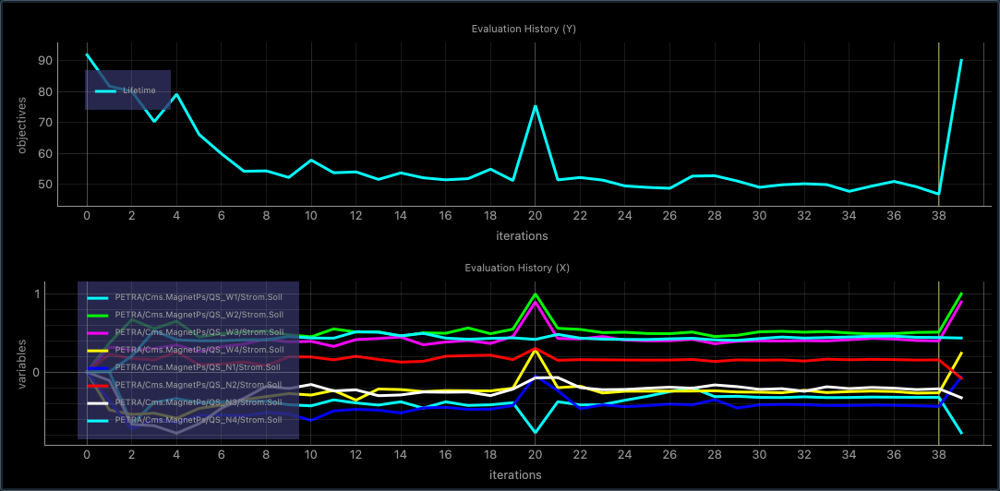 Evaluation History (Y)
90
80
70
60
50
objectives
Lifetime
0 2 4 6 8 10 12 14 16 18 20 22 24 26 28 30 32 34 36 38
iterations
Evaluation History (X)
1
0
variables
PETRA/Cms.MagnetPs/QS_W1/Strom.Soll
PETRA/Cms.MagnetPs/QS_W2/Strom.Soll
PETRA/Cms.MagnetPs/QS_W3/Strom.Soll
PETRA/Cms.MagnetPs/QS_W4/Strom.Soll
PETRA/Cms.MagnetPs/QS_N1/Strom.Soll
PETRA/Cms.MagnetPs/QS_N2/Strom.Soll
PETRA/Cms.MagnetPs/QS_N3/Strom.Soll
PETRA/Cms.MagnetPs/QS_N4/Strom.Soll
0 2 4 6 8 10 12 14 16 18 20 22 24 26 28 30 32 34 36 38
iterations